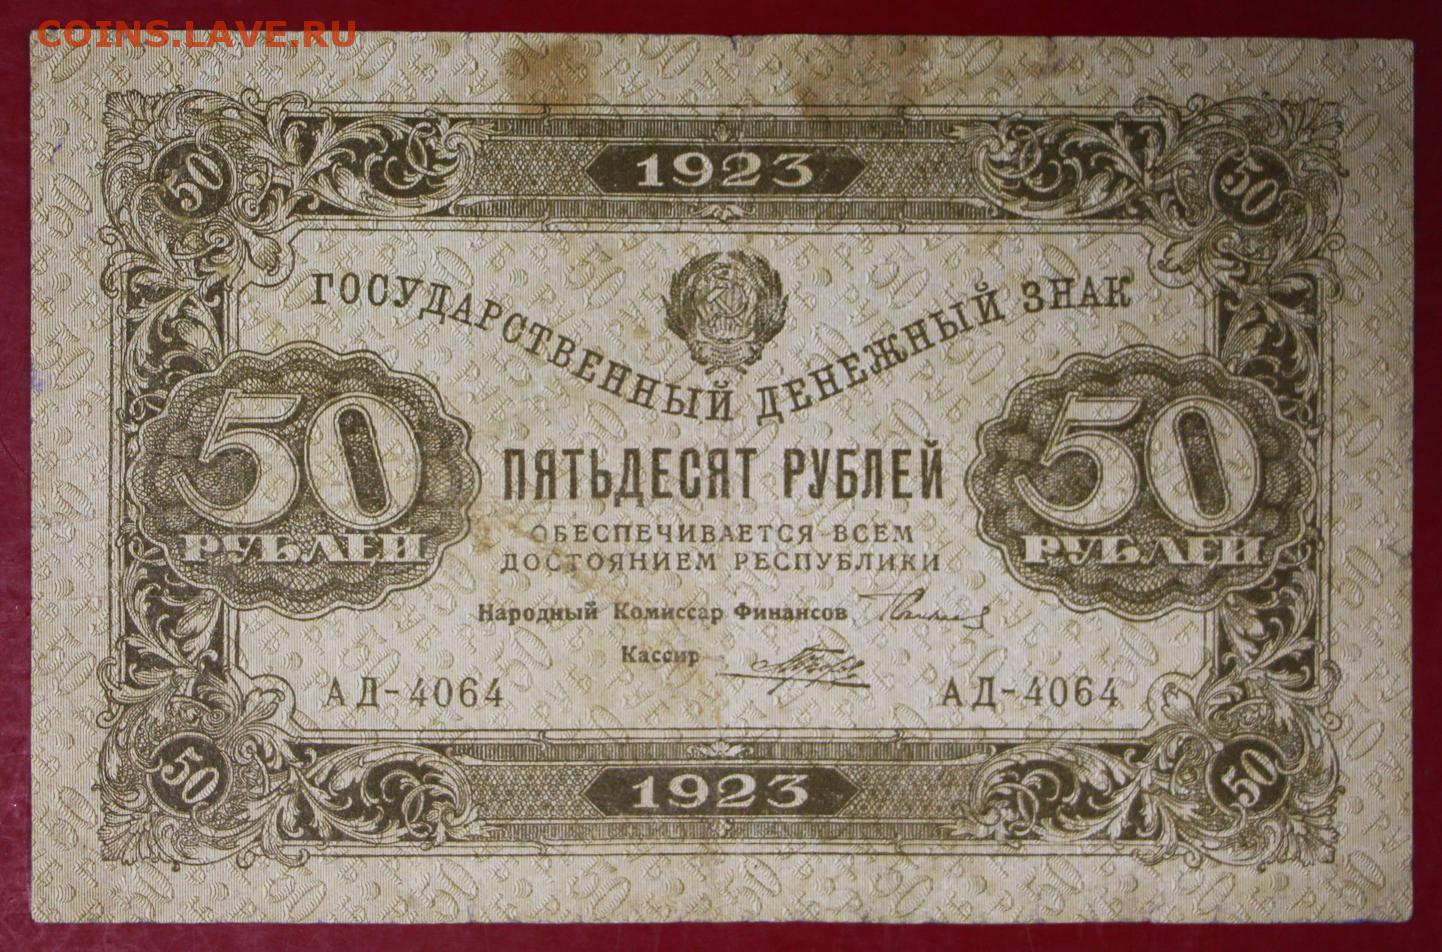 COINS.LAVE.RU
1923
50 50
ГОСУДАРСТВЕННЫЙ ДЕНЕЖНЫЙ ЗНАК
50 РУБЛЕЙ
50 РУБЛЕЙ
ПЯТЬДЕСЯТ РУБЛЕЙ
ОБЕСПЕЧИВАЕТСЯ ВСЕМ
ДОСТОЯНИЕМ РЕСПУБЛИКИ
Народный Комиссар Финансов
Кассир
АД-4064 АД-4064
50 50
1923